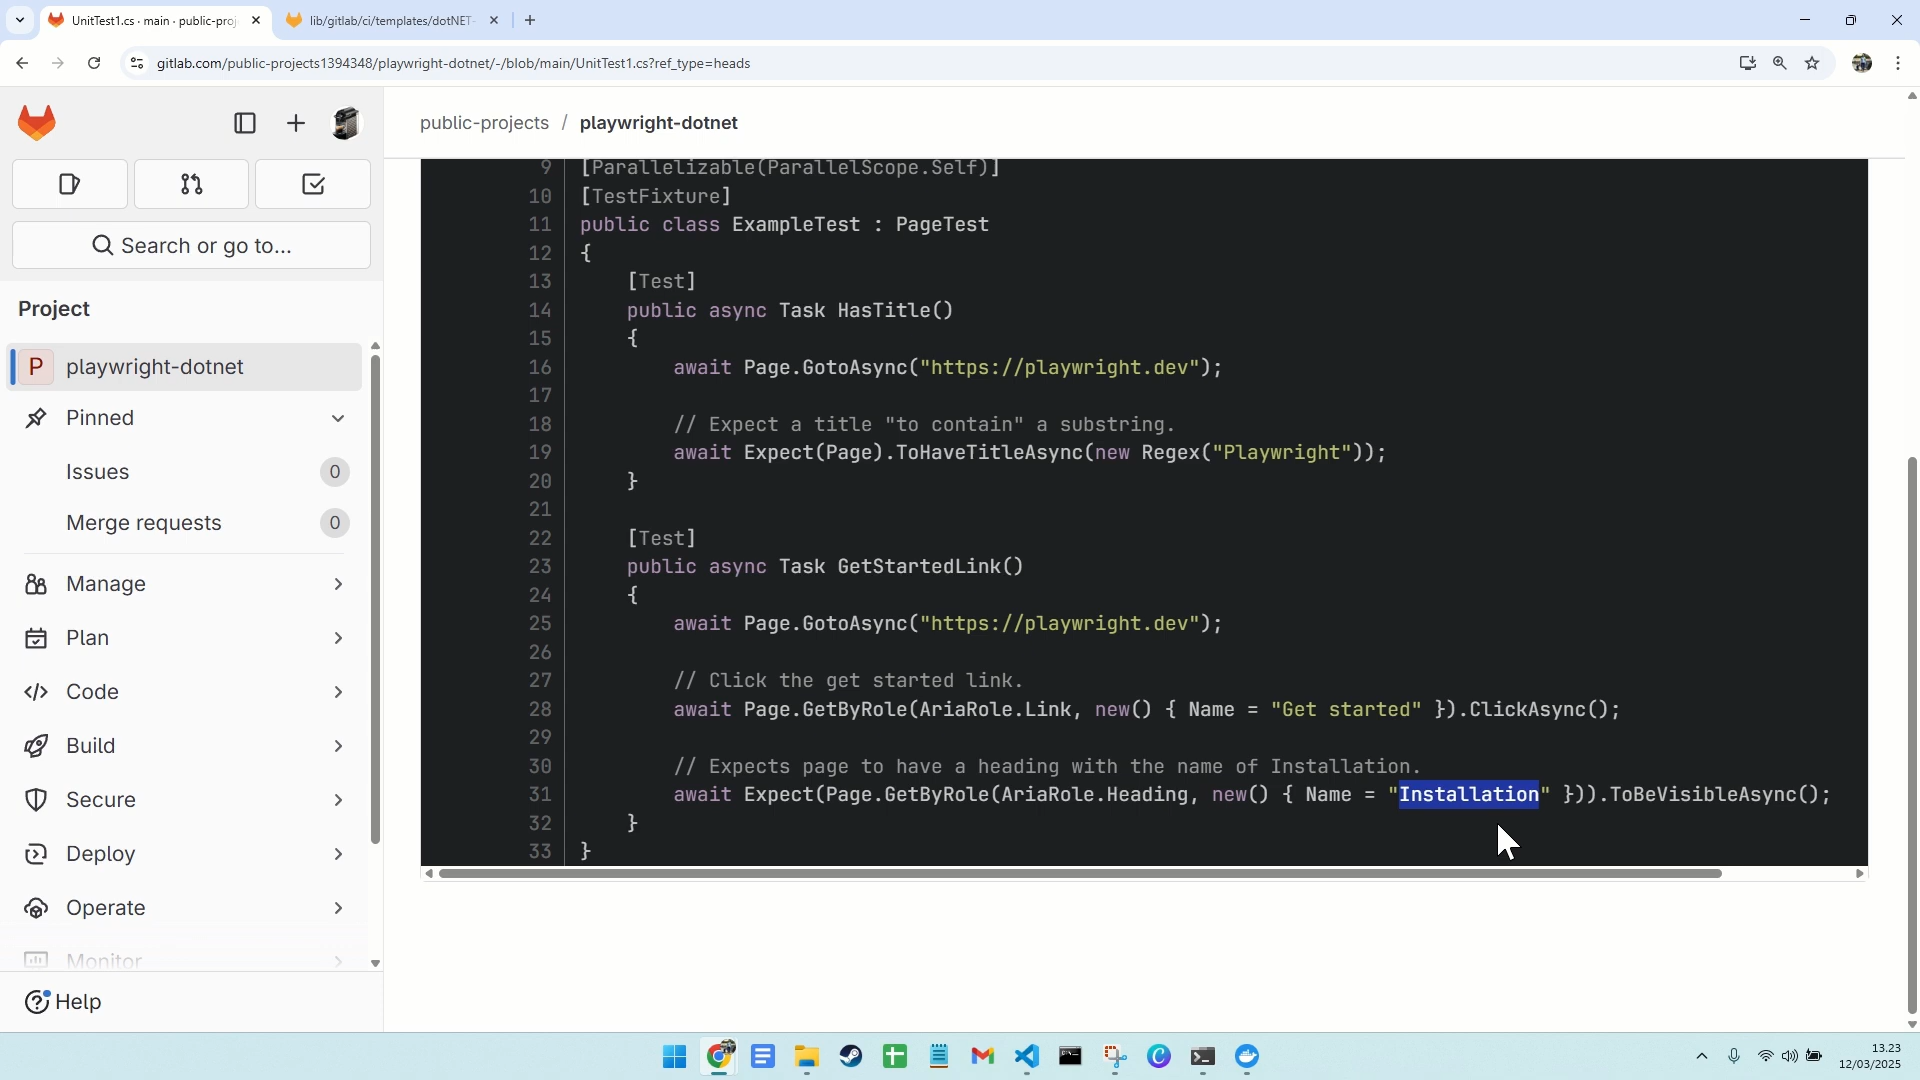 UnitTest1.cs · main · public-proj
lib/gitlab/ci/templates/dotNET-
gitlab.com/public-projects1394348/playwright-dotnet/-/blob/main/UnitTest1.cs?ref_type=heads
Search or go to...
Project
P playwright-dotnet
Pinned
Issues 0
Merge requests 0
Manage
Plan
Code
Build
Secure
Deploy
Operate
Monitor
Help
public-projects / playwright-dotnet
9 [Parallelizable(ParallelScope.Self)]
10 [TestFixture]
11 public class ExampleTest : PageTest
12 {
13 [Test]
14 public async Task HasTitle()
15 {
16 await Page.GotoAsync("https://playwright.dev");
17
18 // Expect a title "to contain" a substring.
19 await Expect(Page).ToHaveTitleAsync(new Regex("Playwright"));
20 }
21
22 [Test]
23 public async Task GetStartedLink()
24 {
25 await Page.GotoAsync("https://playwright.dev");
26
27 // Click the get started link.
28 await Page.GetByRole(AriaRole.Link, new() { Name = "Get started" }).ClickAsync();
29
30 // Expects page to have a heading with the name of Installation.
31 await Expect(Page.GetByRole(AriaRole.Heading, new() { Name = "Installation" })).ToBeVisibleAsync();
32 }
33 }
13.23
12/03/2025